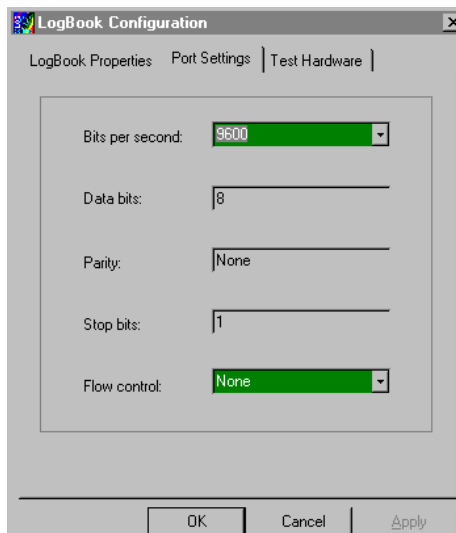 LogBook Configuration
LogBook Properties Port Settings Test Hardware
Bits per second: 9600
Data bits: 8
Parity: None
Stop bits: 1
Flow control: None
OK Cancel Apply